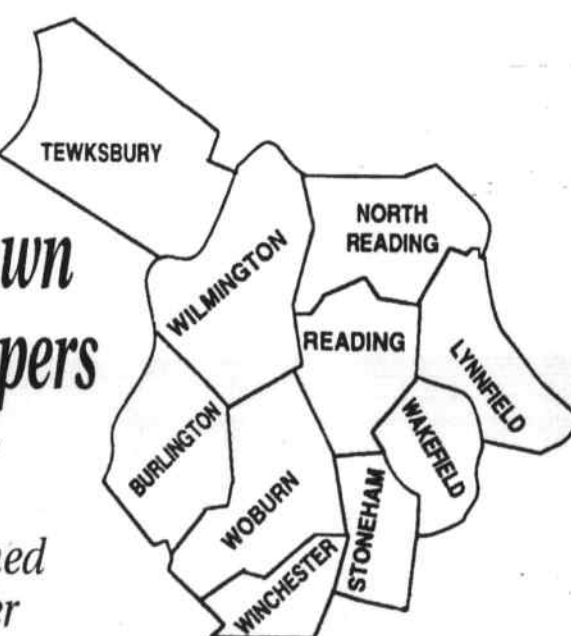 TEWKSBURY
NORTH
READING
WILMINGTON
READING
LYNNFIELD
BURLINGTON
WAKEFIELD
WOBURN
STONEHAM
WINCHESTER